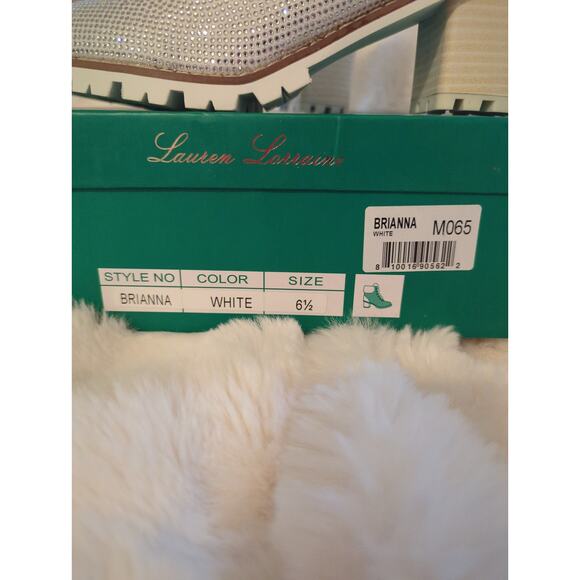 Lauren Lorraine
BRIANNA M065
WHITE
8 10016 90562 2
STYLE NO COLOR SIZE
BRIANNA WHITE 6½